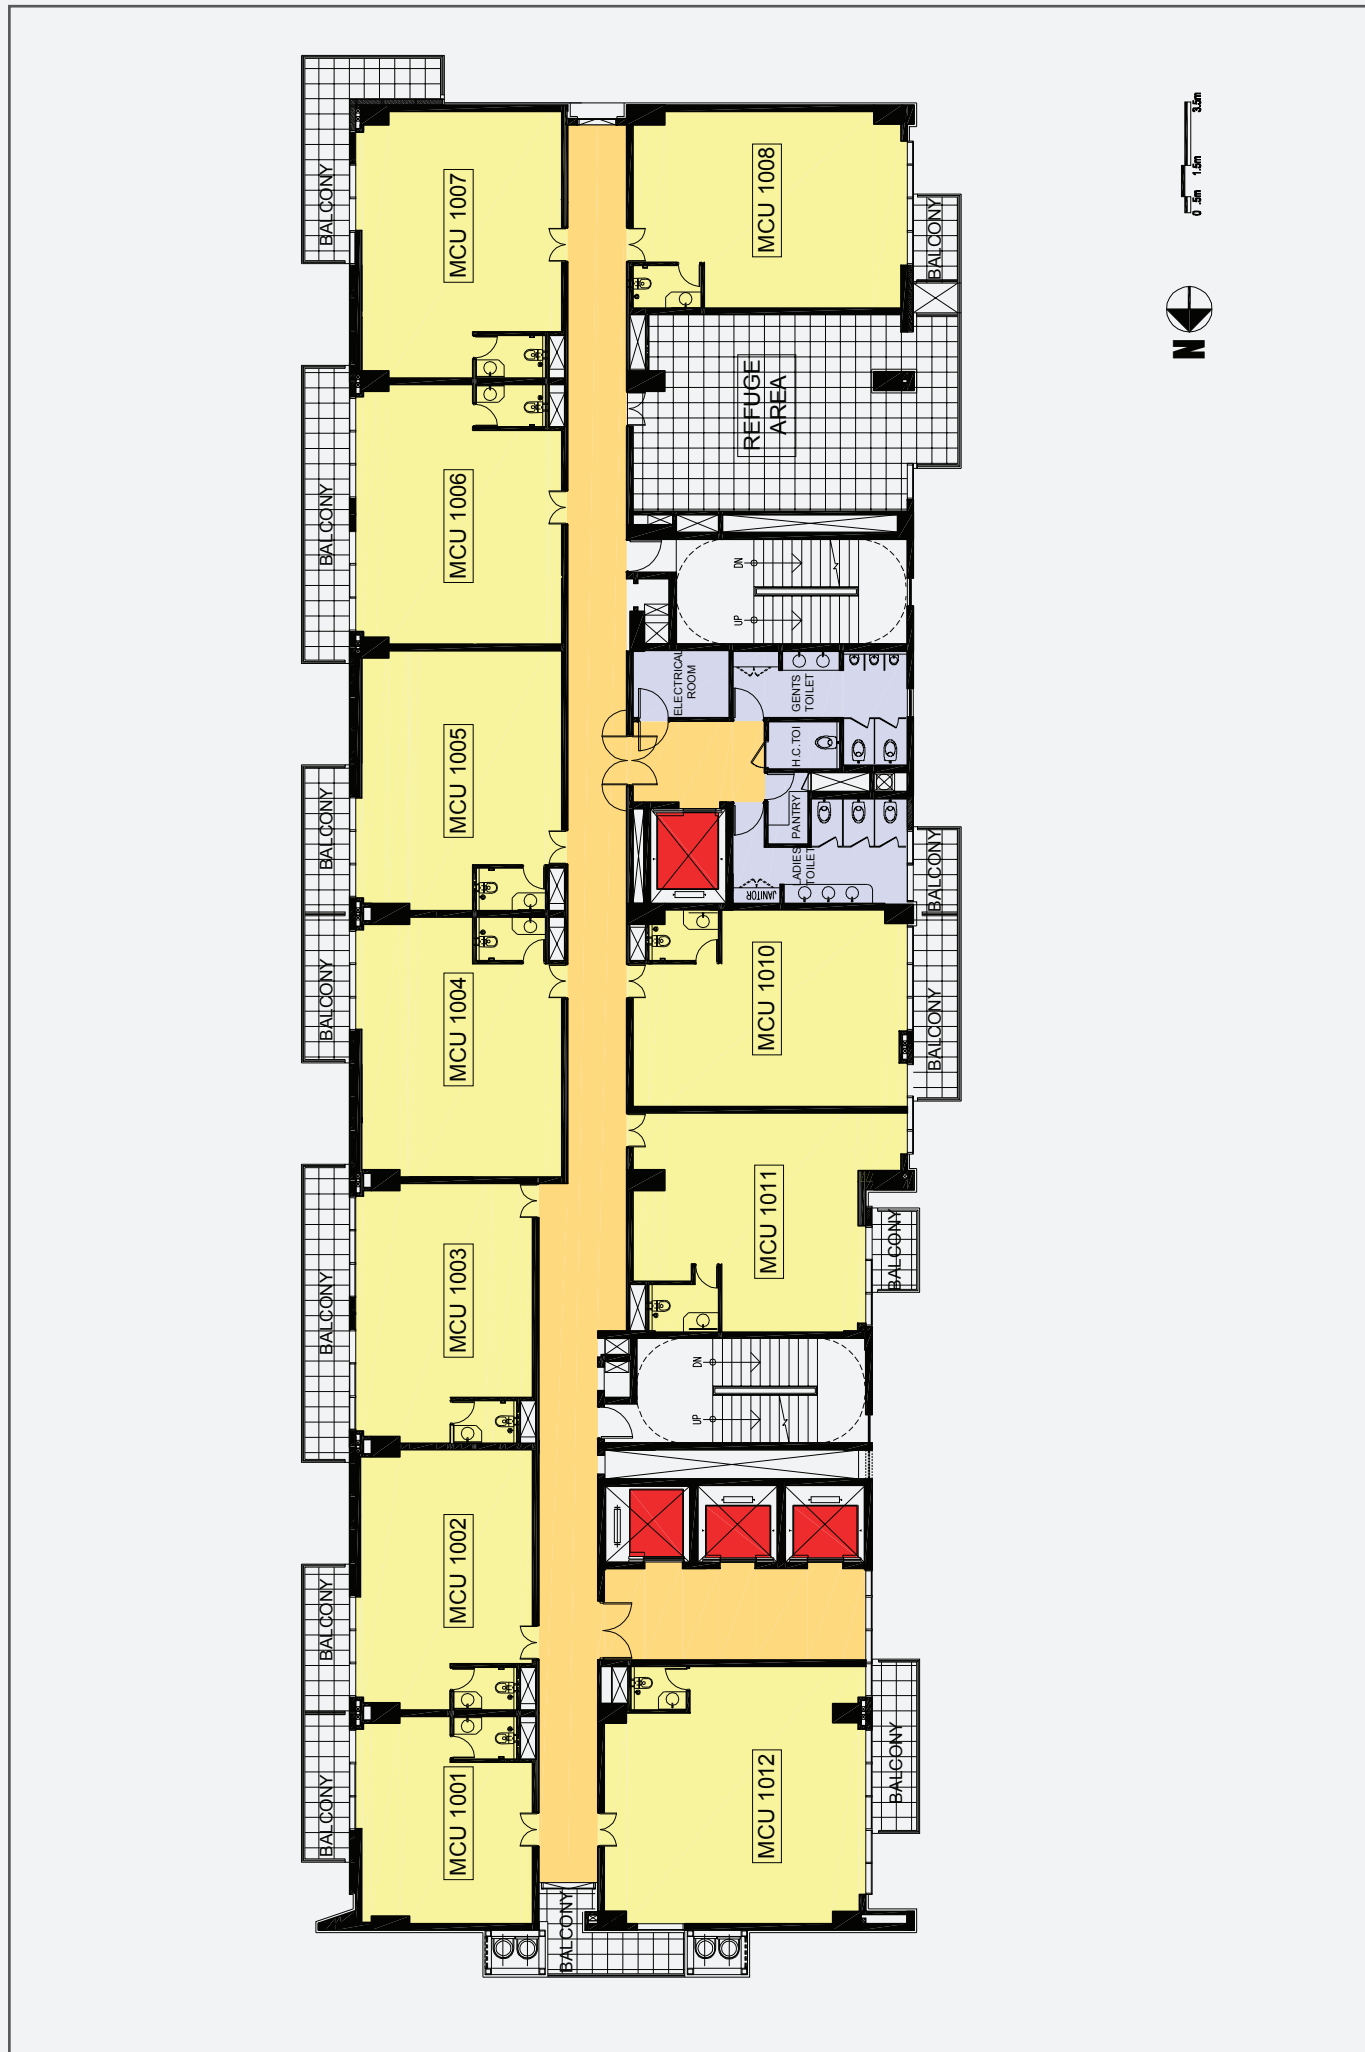 BALCONY
MCU 1007
MCU 1008
BALCONY
0 .5m 1.5m 3.5m
N
REFUGE
AREA
BALCONY
MCU 1006
DN
UP
ELECTRICAL
ROOM
GENTS
TOILET
H.C.TOI
PANTRY
LADIES
TOILET
JANITOR
BALCONY
MCU 1005
BALCONY
BALCONY
MCU 1004
MCU 1010
BALCONY
BALCONY
MCU 1003
MCU 1011
BALCONY
DN
UP
BALCONY
MCU 1002
BALCONY
MCU 1001
MCU 1012
BALCONY
BALCONY